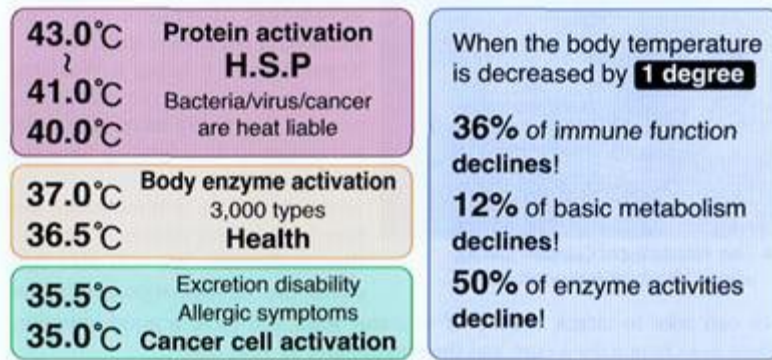 43.0℃
~
41.0℃
40.0℃
Protein activation
H.S.P
Bacteria/virus/cancer
are heat liable
37.0℃
36.5℃
Body enzyme activation
3,000 types
Health
35.5℃
35.0℃
Excretion disability
Allergic symptoms
Cancer cell activation
When the body temperature
is decreased by 1 degree
36% of immune function
declines!
12% of basic metabolism
declines!
50% of enzyme activities
decline!